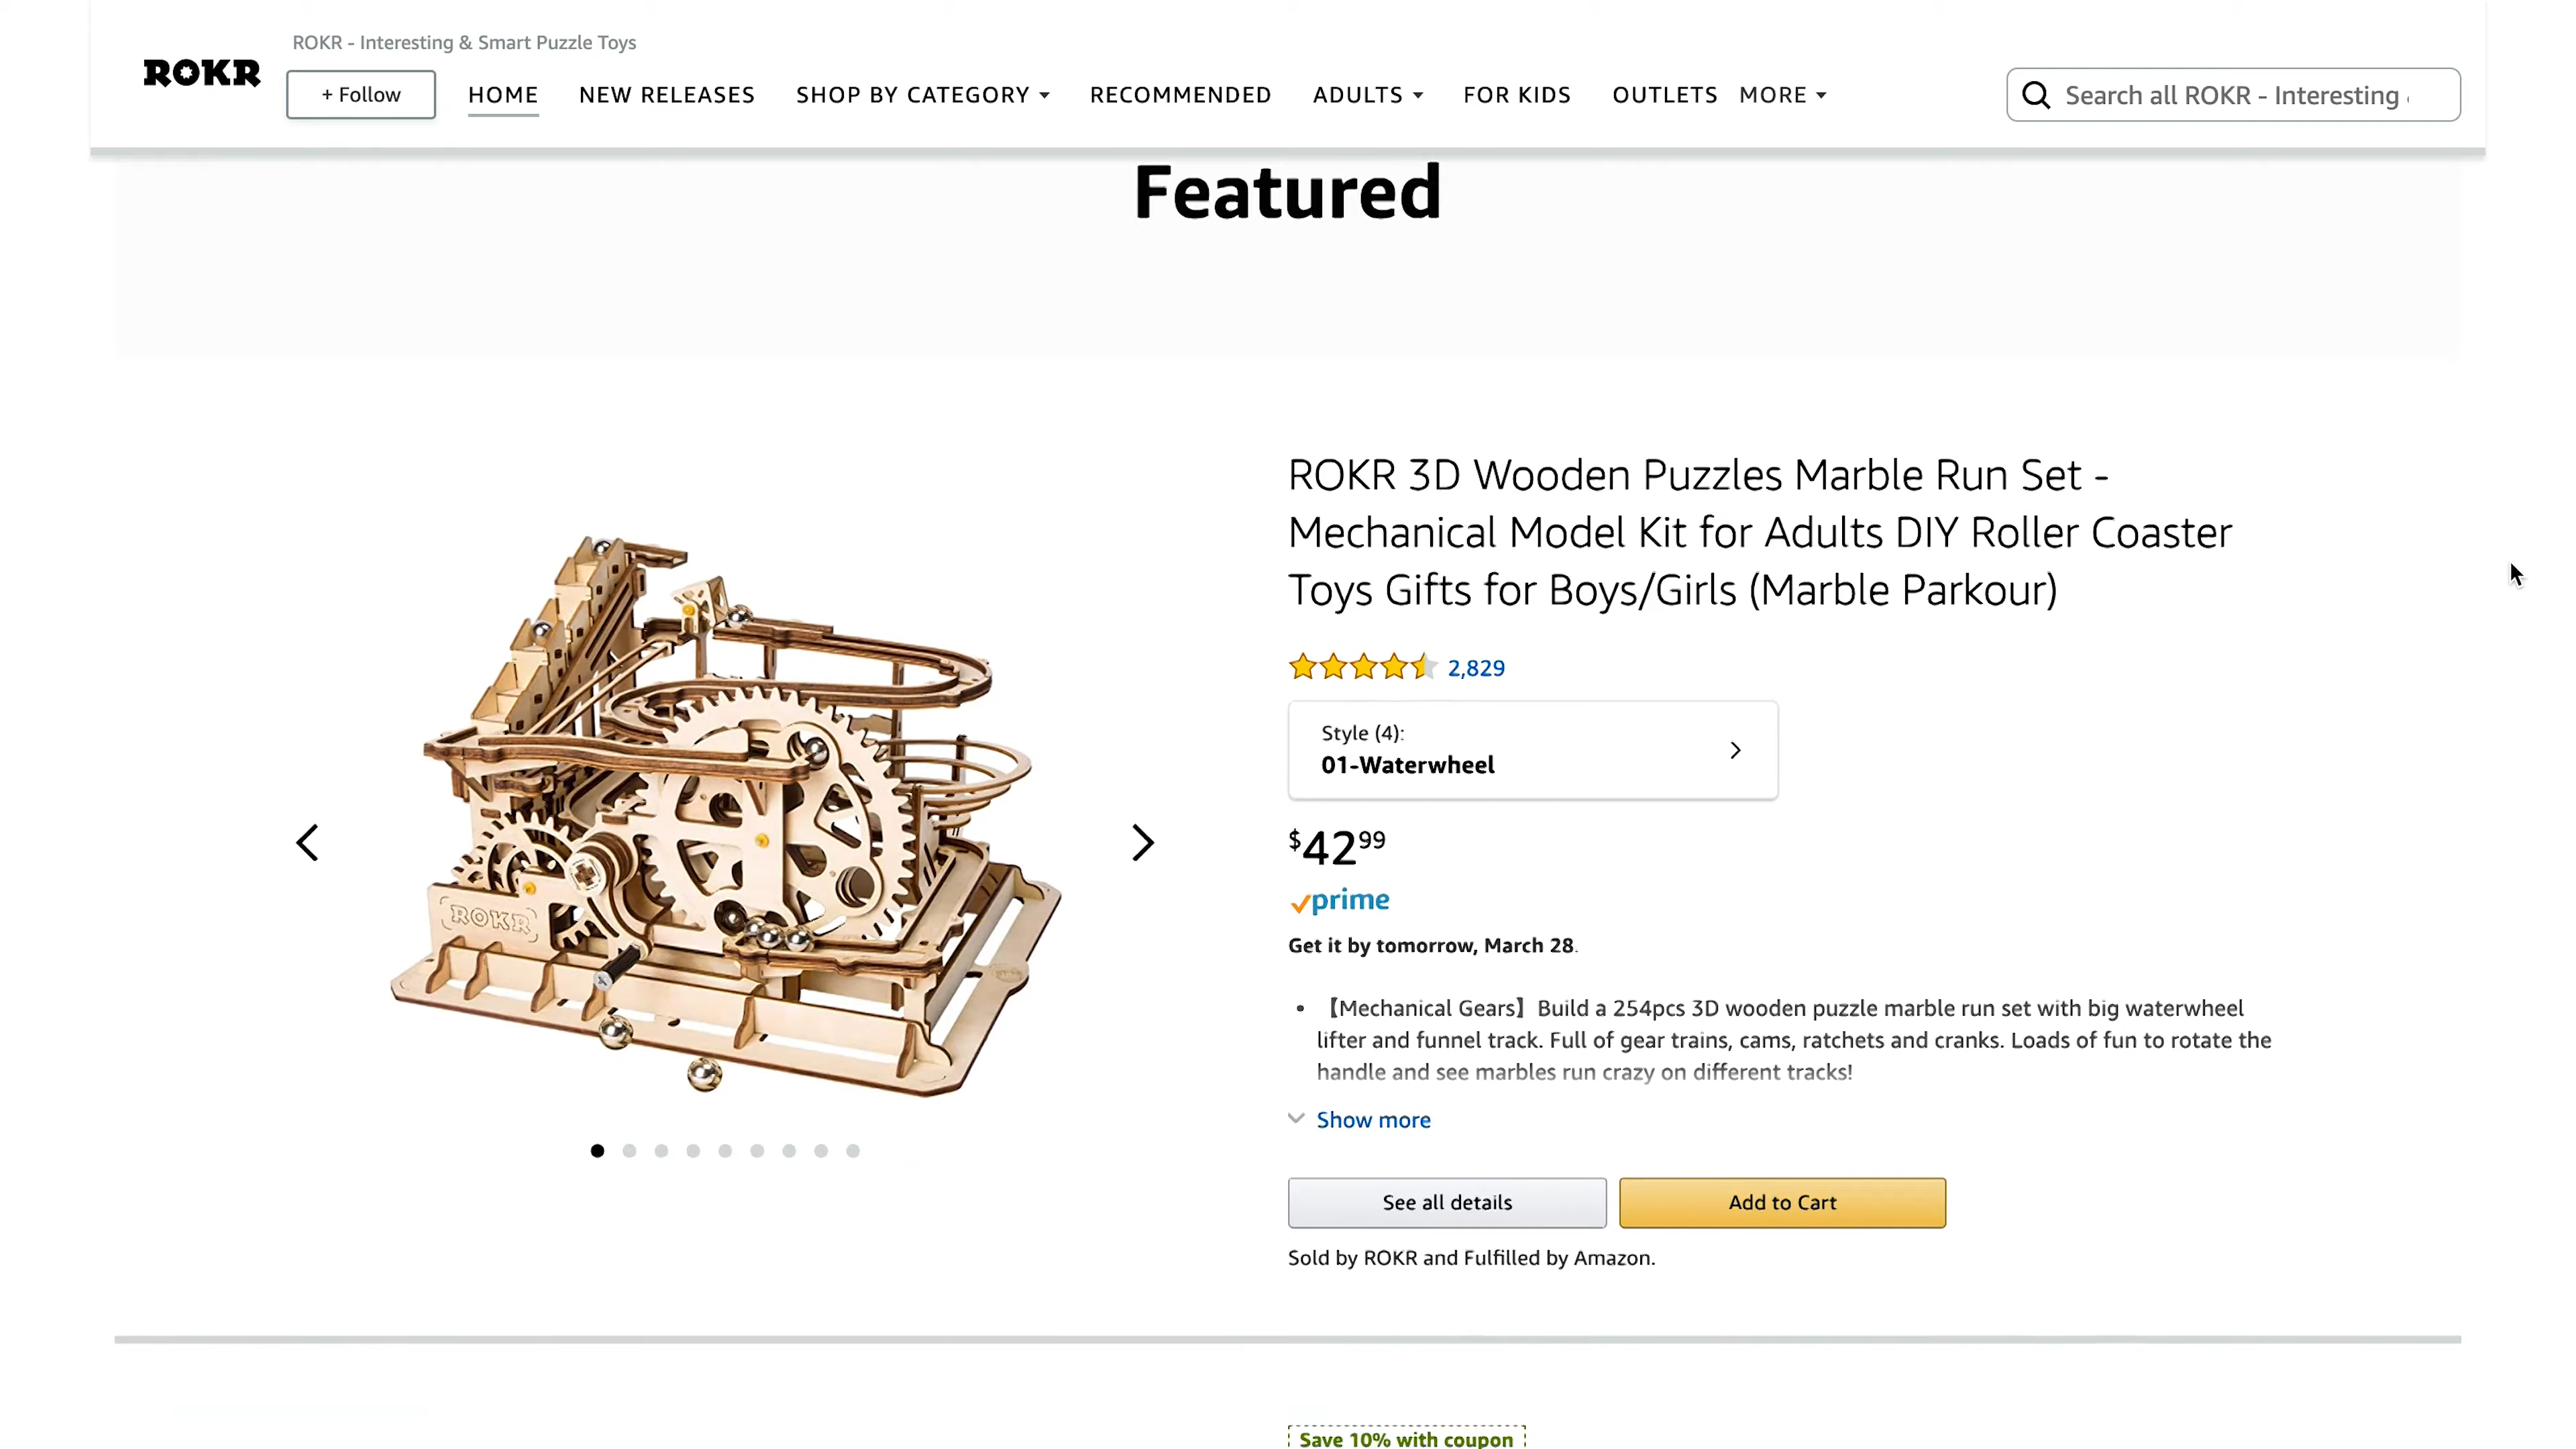 ROKR - Interesting & Smart Puzzle Toys
ROKR
+ Follow
HOME
NEW RELEASES
SHOP BY CATEGORY
RECOMMENDED
ADULTS
FOR KIDS
OUTLETS
MORE
Search all ROKR - Interesting
Featured
ROKR 3D Wooden Puzzles Marble Run Set -
Mechanical Model Kit for Adults DIY Roller Coaster
Toys Gifts for Boys/Girls (Marble Parkour)
2,829
Style (4):
01-Waterwheel
$42 99
prime
Get it by tomorrow, March 28.
ROKR
• 【Mechanical Gears】Build a 254pcs 3D wooden puzzle marble run set with big waterwheel
lifter and funnel track. Full of gear trains, cams, ratchets and cranks. Loads of fun to rotate the
handle and see marbles run crazy on different tracks!
Show more
See all details
Add to Cart
Sold by ROKR and Fulfilled by Amazon.
Save 10% with coupon